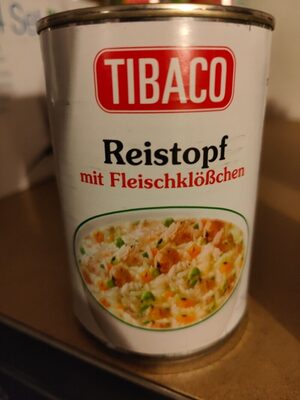 TIBACO
Reistopf
mit Fleischklößchen